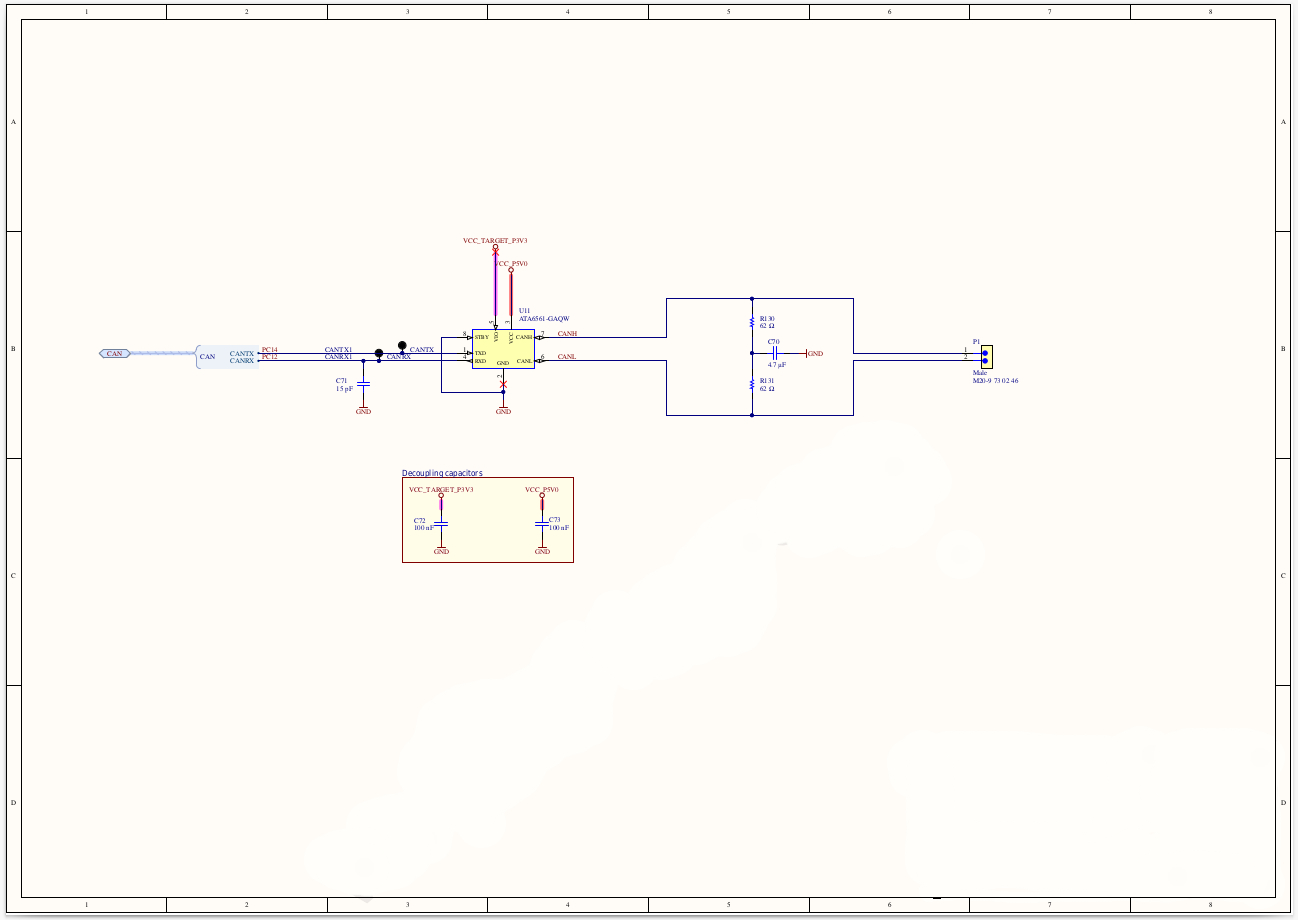 1 2 3 4 5 6 7 8
A A
VCC_TARGET_P3V3
VCC_P5V0
U11
ATA6561-GAQW
5 3
8 STBY VIO VCC CANH 7 CANH
1 TXD
4 RXD GND CANL 6 CANL
2
GND
B B
CAN
CAN
CANTX PC14 CANTX1 CANTX
CANRX PC12 CANRX1 CANRX
C71
15 pF
GND
R130
62 Ω
C70
4.7 µF
GND
R131
62 Ω
P1
1
2
Male
M20-9 73 02 46
Decoupling capacitors
VCC_TARGET_P3V3 VCC_P5V0
C72 C73
100 nF 100 nF
GND GND
C C
D D
1 2 3 4 5 6 7 8